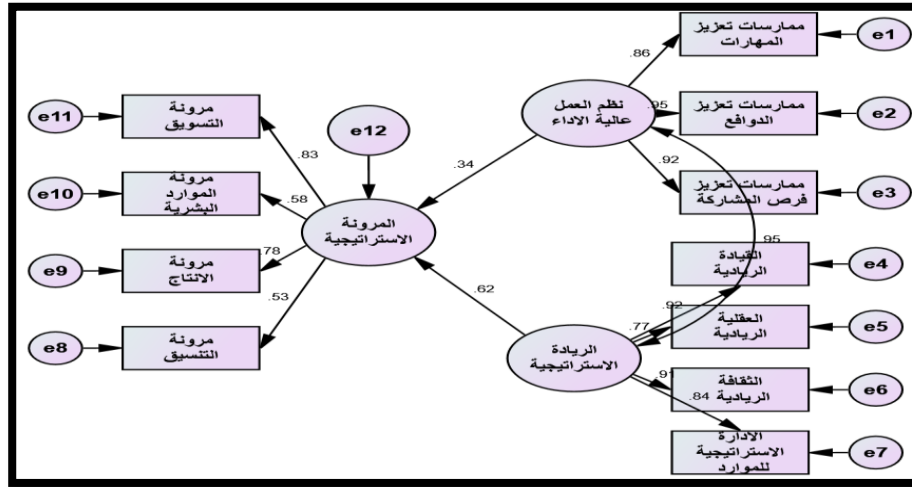 ممارسات تعزيز
المهارات
e1
.86
نظم العمل
عالية الاداء
.95
ممارسات تعزيز
الدوافع
e2
.92
ممارسات تعزيز
فرص المشاركة
e3
.95
مرونة
التسويق
e11
e12
.83
.34
مرونة
الموارد
البشرية
e10
.58
المرونة
الاستراتيجية
مرونة
الانتاج
e9
.78
مرونة
التنسيق
e8
.53
.62
الريادة
الاستراتيجية
القيادة
الريادية
e4
.92
العقلية
الريادية
e5
.77
الثقافة
الريادية
e6
.91
الادارة
الاستراتيجية
للموارد
e7
.84